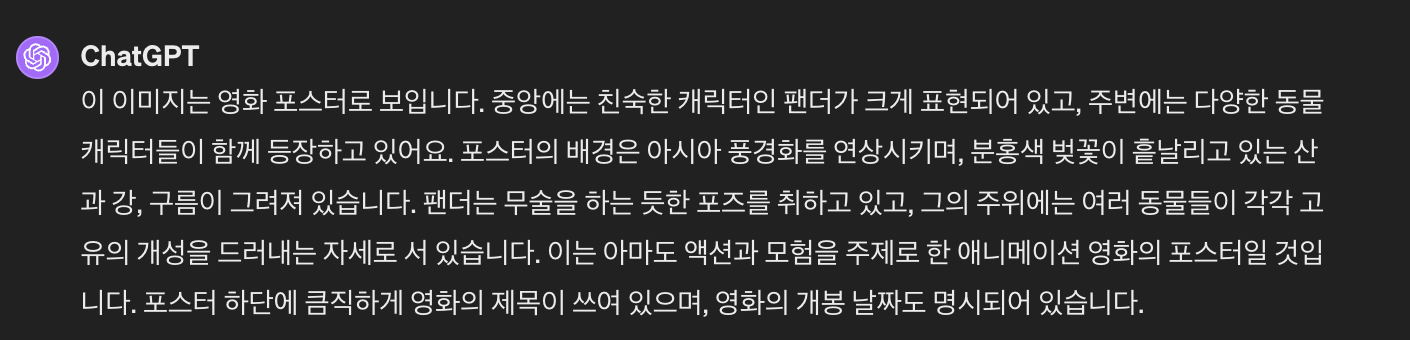 ChatGPT
이 이미지는 영화 포스터로 보입니다. 중앙에는 친숙한 캐릭터인 팬더가 크게 표현되어 있고, 주변에는 다양한 동물
캐릭터들이 함께 등장하고 있어요. 포스터의 배경은 아시아 풍경화를 연상시키며, 분홍색 벚꽃이 흩날리고 있는 산
과 강, 구름이 그려져 있습니다. 팬더는 무술을 하는 듯한 포즈를 취하고 있고, 그의 주위에는 여러 동물들이 각각 고
유의 개성을 드러내는 자세로 서 있습니다. 이는 아마도 액션과 모험을 주제로 한 애니메이션 영화의 포스터일 것입
니다. 포스터 하단에 큼직하게 영화의 제목이 쓰여 있으며, 영화의 개봉 날짜도 명시되어 있습니다.